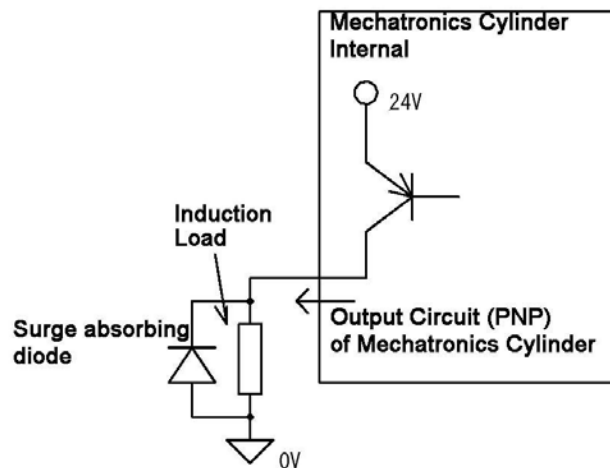 Mechatronics Cylinder
Internal
24V
Induction
Load
Surge absorbing
diode
Output Circuit (PNP)
of Mechatronics Cylinder
0V